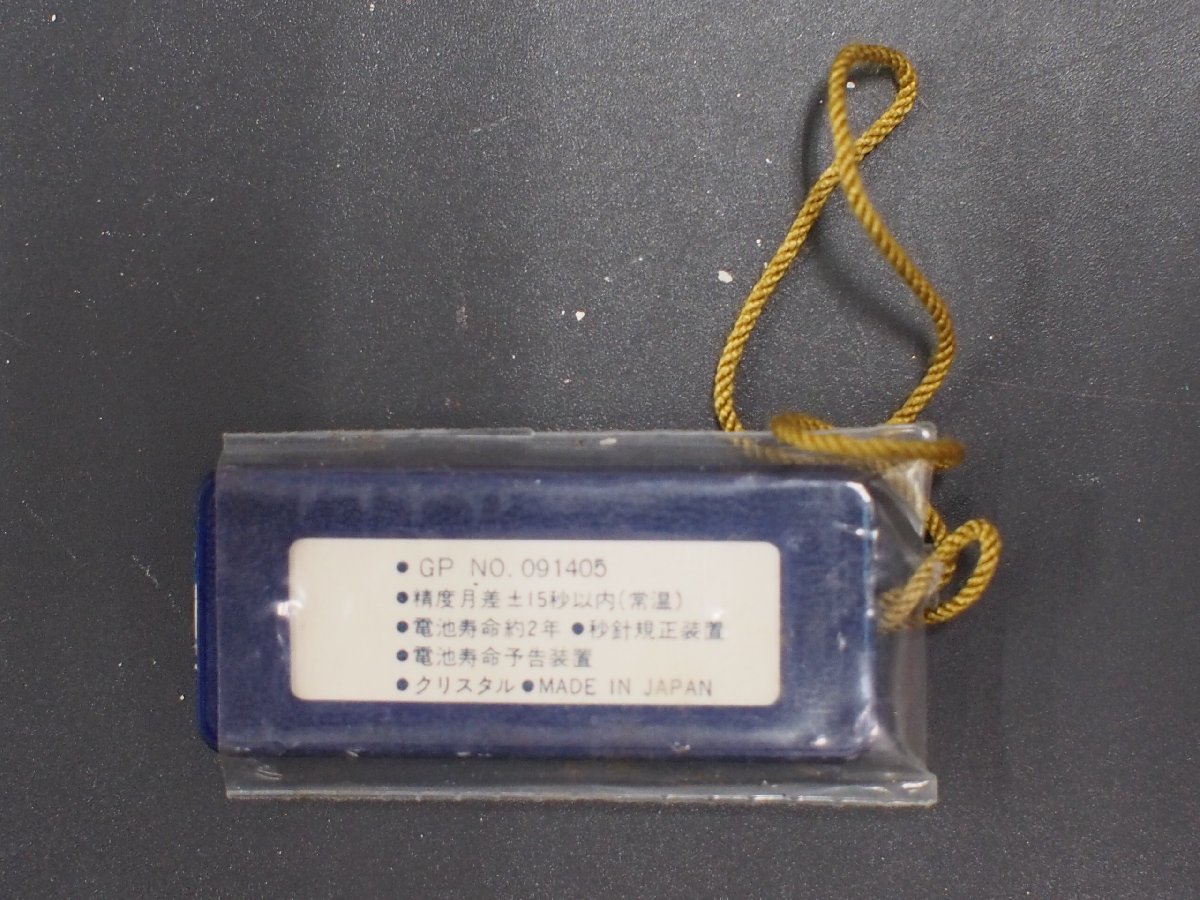 ●GP NO.091405
●精度月差±15秒以内(常温)
●電池寿命約2年 ●秒針規正装置
●電池寿命予告装置
●クリスタル●MADE IN JAPAN